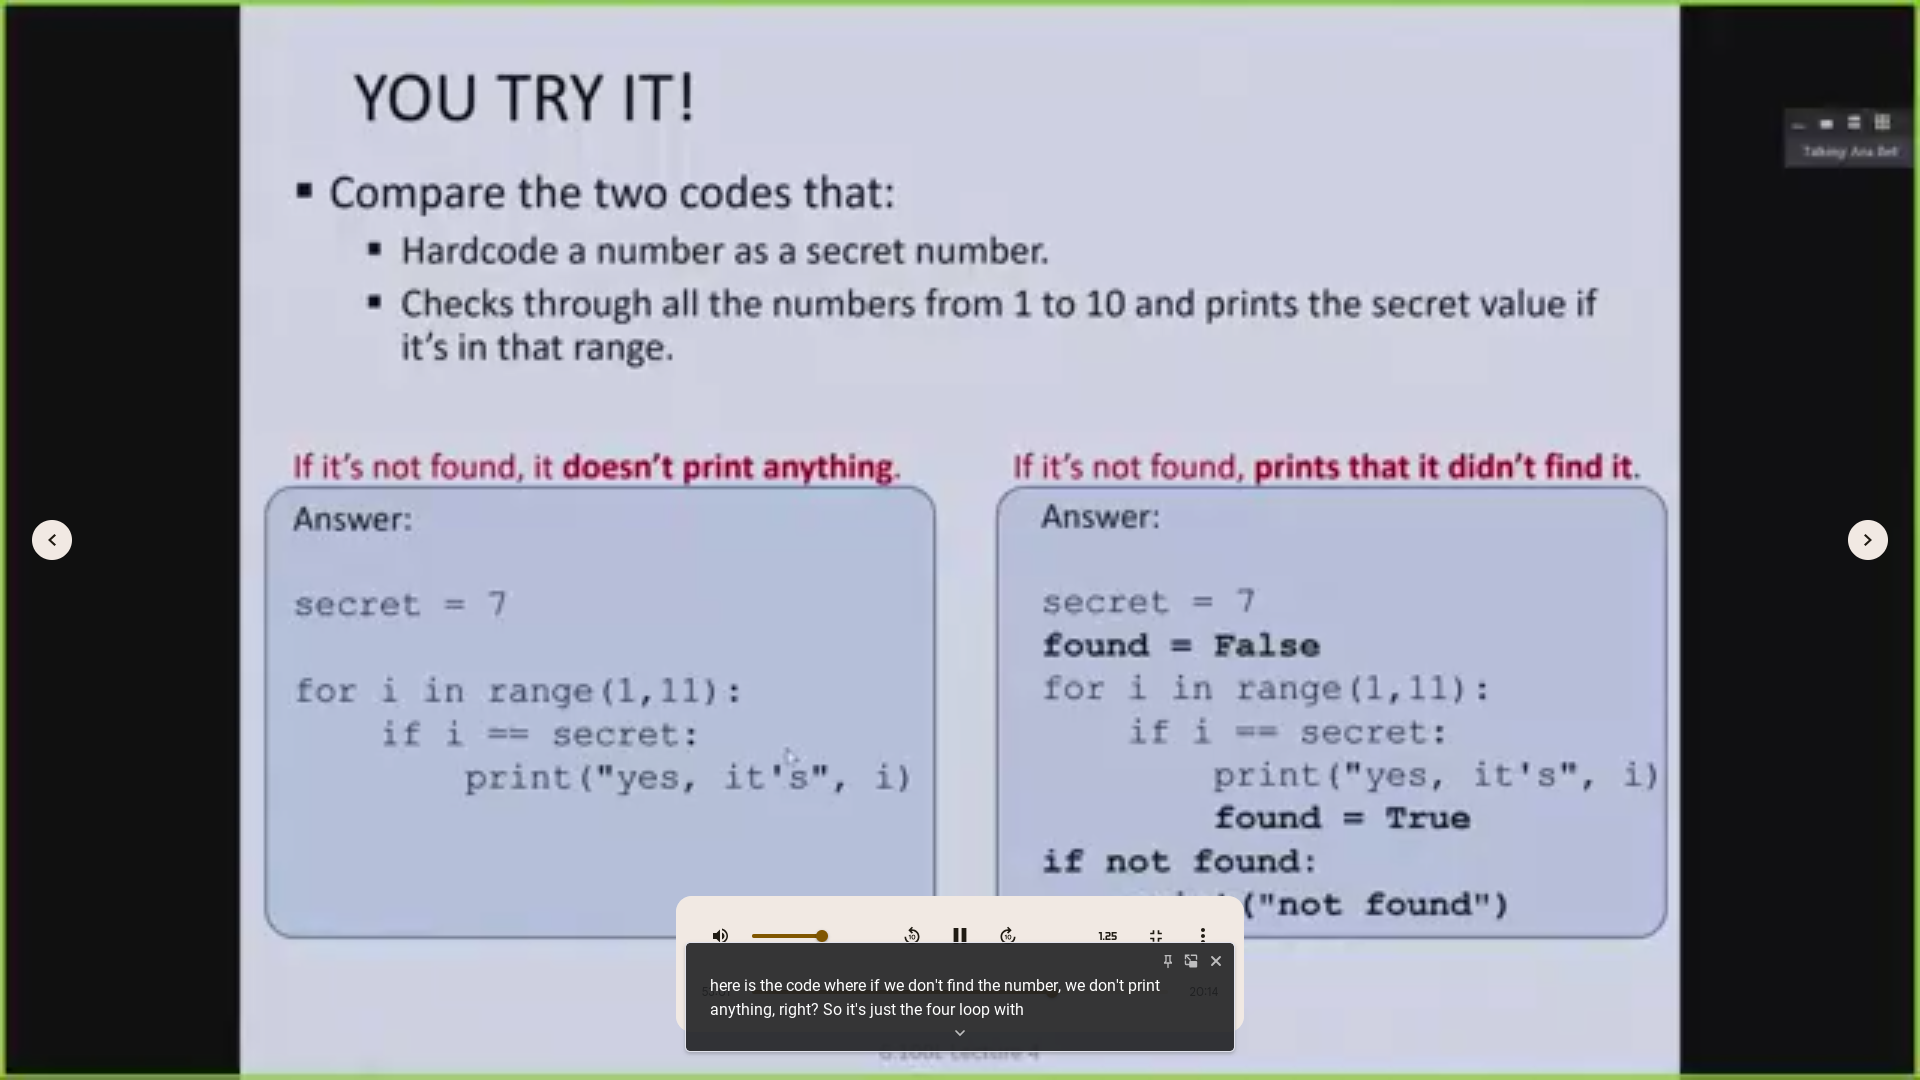 YOU TRY IT!
Talking: Ana Bell
▪ Compare the two codes that:
▪ Hardcode a number as a secret number.
▪ Checks through all the numbers from 1 to 10 and prints the secret value if
it's in that range.
If it's not found, it doesn't print anything.
Answer:
secret = 7
for i in range(1,11):
if i == secret:
print("yes, it's", i)
If it's not found, prints that it didn't find it.
Answer:
secret = 7
found = False
for i in range(1,11):
if i == secret:
print("yes, it's", i)
found = True
if not found:
("not found")
10
10
1.25
here is the code where if we don't find the number, we don't print
anything, right? So it's just the four loop with
20:14
6.100L Lecture 4